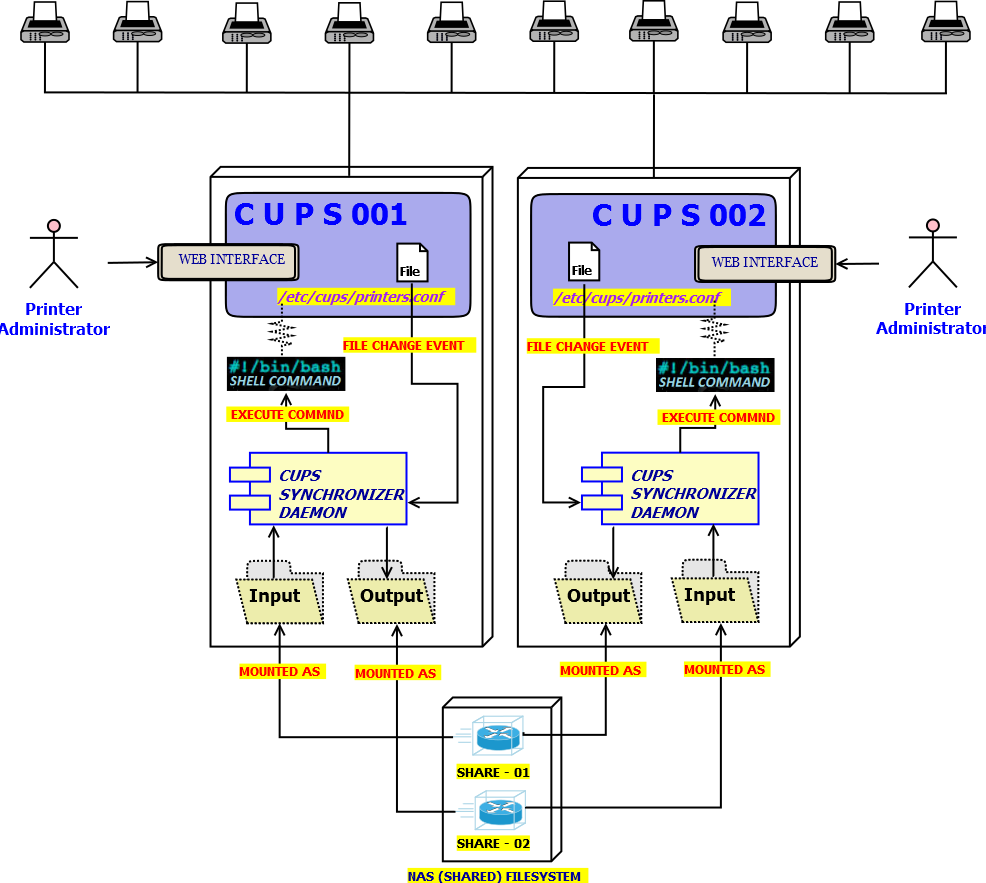 C U P S 001
C U P S 002
WEB INTERFACE
File
File
WEB INTERFACE
/etc/cups/printers.conf
/etc/cups/printers.conf
Printer
Administrator
Printer
Administrator
FILE CHANGE EVENT
FILE CHANGE EVENT
#!/bin/bash
SHELL COMMAND
#!/bin/bash
SHELL COMMAND
EXECUTE COMMND
EXECUTE COMMND
CUPS
SYNCHRONIZER
DAEMON
CUPS
SYNCHRONIZER
DAEMON
Input
Output
Output
Input
MOUNTED AS
MOUNTED AS
MOUNTED AS
MOUNTED AS
SHARE - 01
SHARE - 02
NAS (SHARED) FILESYSTEM